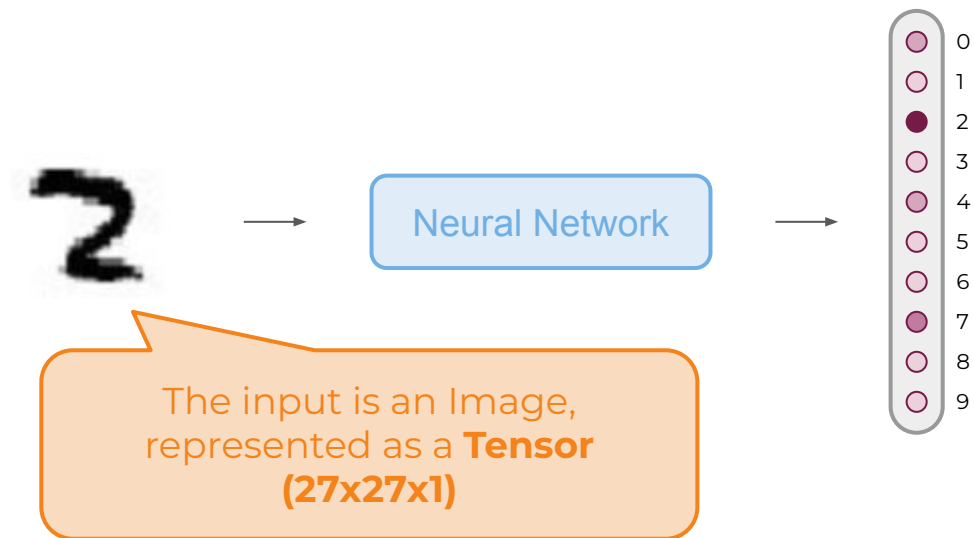 2
Neural Network
The input is an Image,
represented as a Tensor
(27x27x1)
0
1
2
3
4
5
6
7
8
9